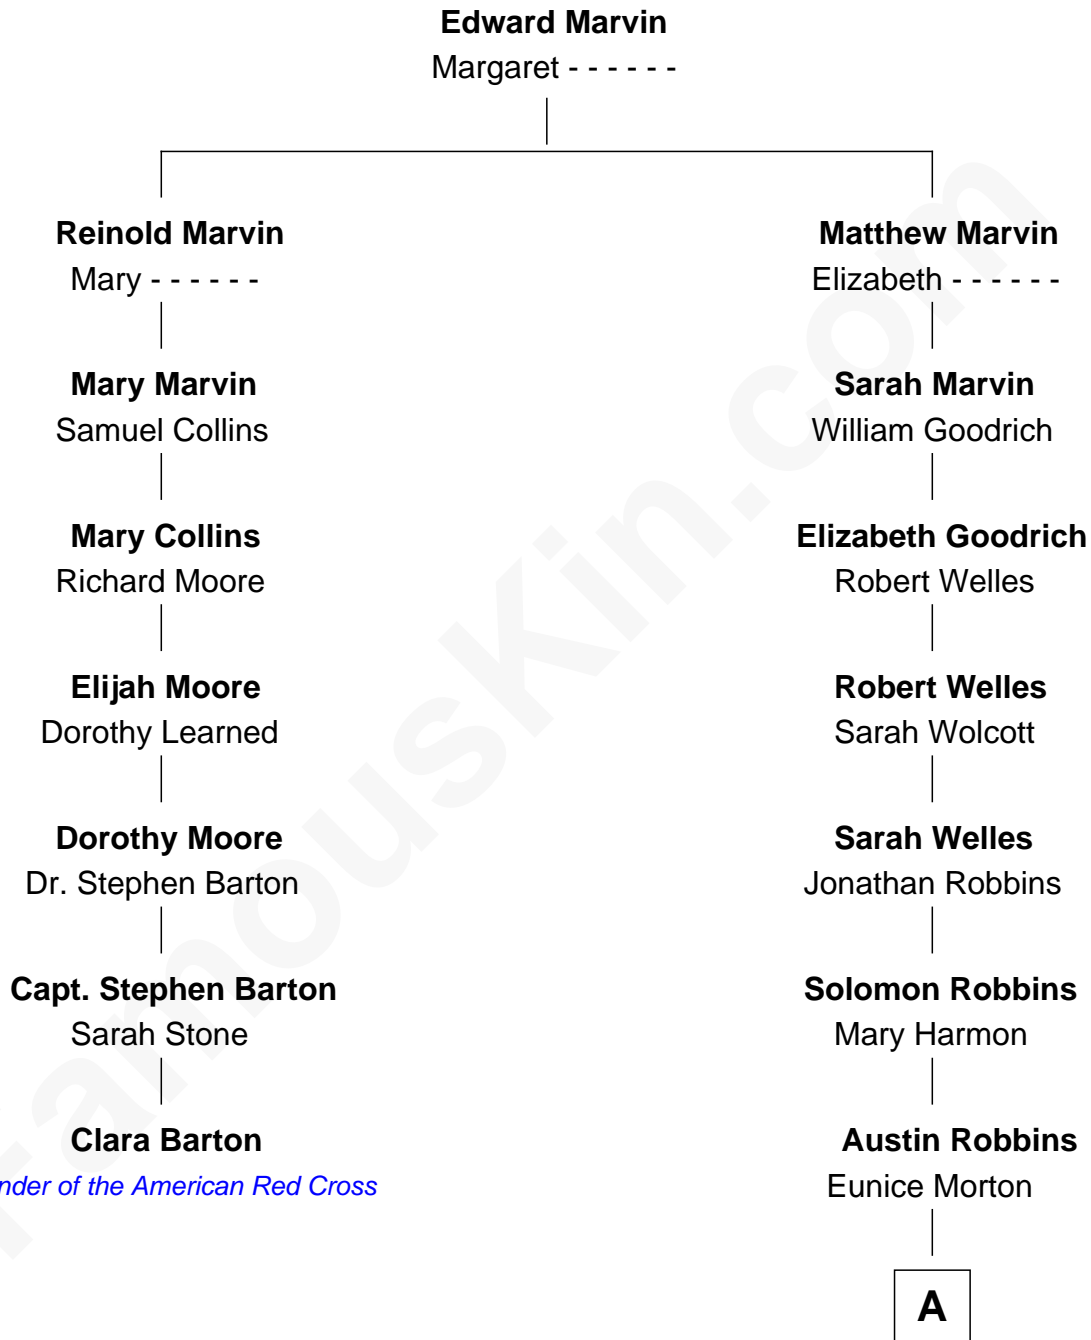 Edward Marvin
Margaret - - - - - -
Reinold Marvin
Mary - - - - - -
Matthew Marvin
Elizabeth - - - - - -
Mary Marvin
Samuel Collins
Sarah Marvin
William Goodrich
Mary Collins
Richard Moore
Elizabeth Goodrich
Robert Welles
Elijah Moore
Dorothy Learned
Robert Welles
Sarah Wolcott
Dorothy Moore
Dr. Stephen Barton
Sarah Welles
Jonathan Robbins
Capt. Stephen Barton
Sarah Stone
Solomon Robbins
Mary Harmon
Clara Barton
nder of the American Red Cross
Austin Robbins
Eunice Morton
A
FamousKin.com